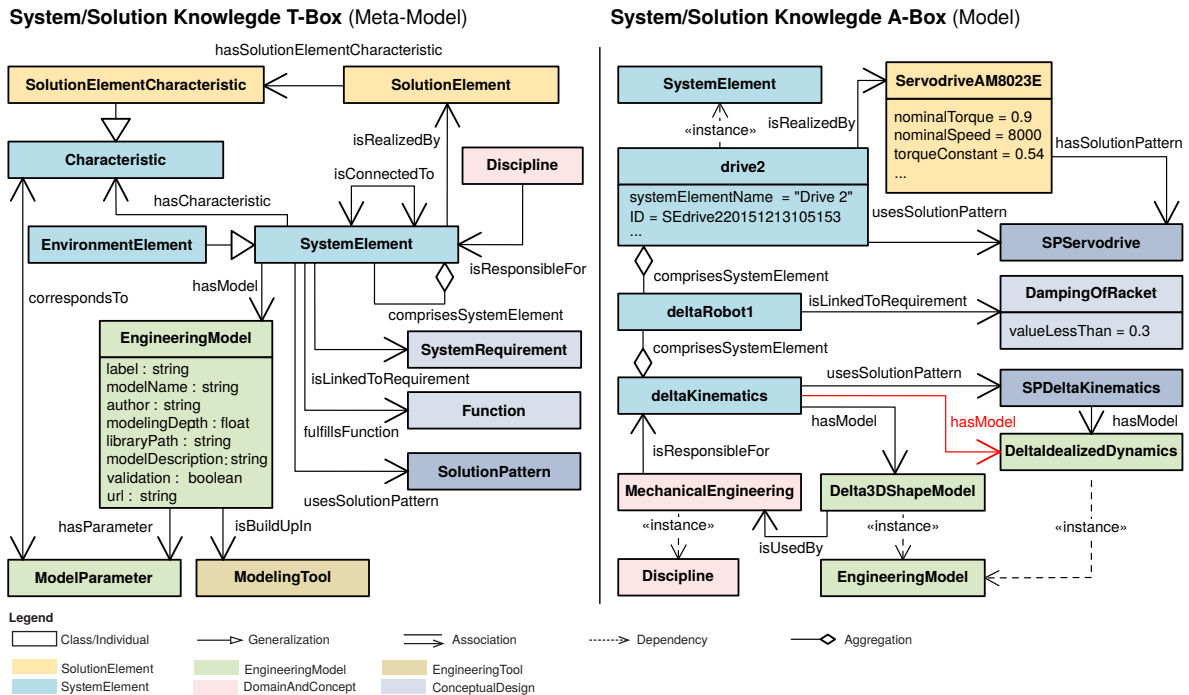 System/Solution Knowlegde T-Box (Meta-Model)
hasSolutionElementCharacteristic
SolutionElementCharacteristic
SolutionElement
isRealizedBy
Characteristic
Discipline
isConnectedTo
hasCharacteristic
EnvironmentElement
SystemElement
isResponsibleFor
hasModel
correspondsTo
comprisesSystemElement
EngineeringModel
label : string
modelName : string
author : string
modelingDepth : float
libraryPath : string
modelDescription : string
validation : boolean
url : string
SystemRequirement
isLinkedToRequirement
Function
fulfillsFunction
SolutionPattern
usesSolutionPattern
hasParameter
isBuildUpIn
ModelParameter
ModelingTool
System/Solution Knowlegde A-Box (Model)
SystemElement
ServodriveAM8023E
nominalTorque = 0.9
nominalSpeed = 8000
torqueConstant = 0.54
...
«instance»
isRealizedBy
hasSolutionPattern
drive2
systemElementName = "Drive 2"
ID = SEdrive220151213105153
...
usesSolutionPattern
SPServodrive
comprisesSystemElement
deltaRobot1
isLinkedToRequirement
DampingOfRacket
valueLessThan = 0.3
comprisesSystemElement
deltaKinematics
usesSolutionPattern
SPDeltaKinematics
hasModel
hasModel
hasModel
isResponsibleFor
DeltaIdealizedDynamics
MechanicalEngineering
Delta3DShapeModel
«instance»
isUsedBy
«instance»
«instance»
Discipline
EngineeringModel
Legend
Class/Individual
Generalization
Association
Dependency
Aggregation
SolutionElement
EngineeringModel
EngineeringTool
SystemElement
DomainAndConcept
ConceptualDesign